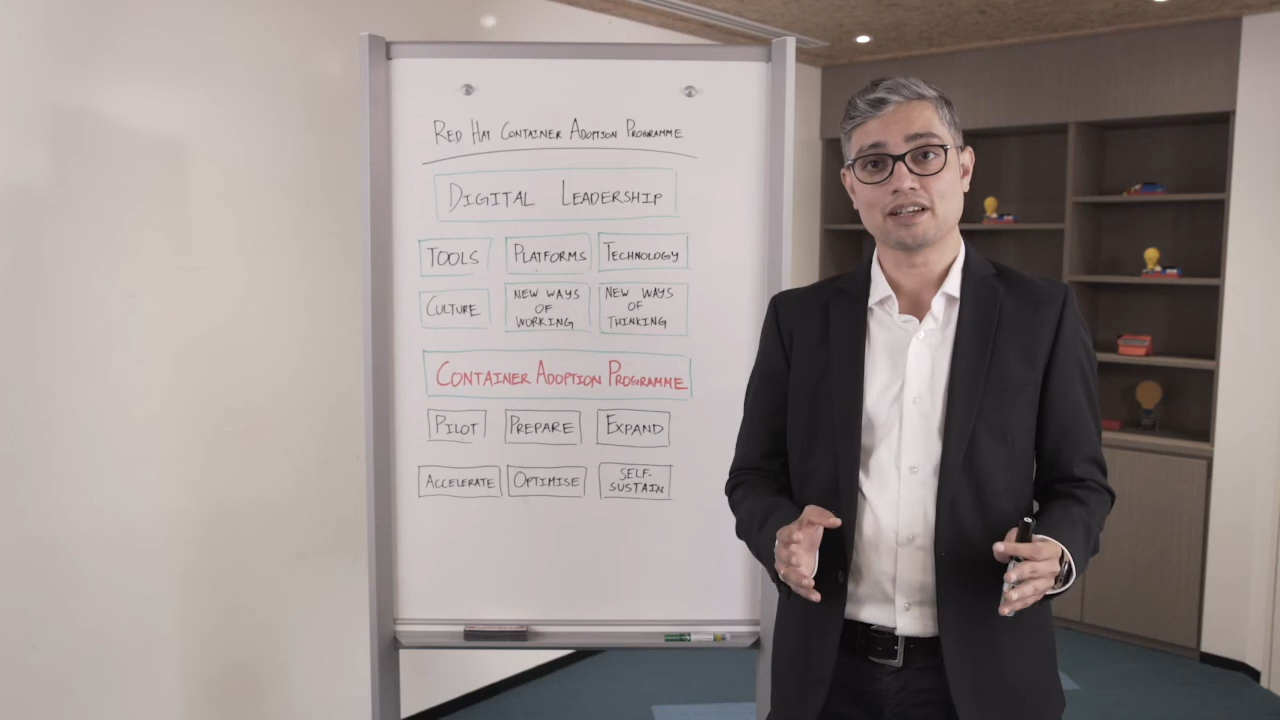 RED HAT CONTAINER ADOPTION PROGRAMME
DIGITAL LEADERSHIP
TOOLS PLATFORMS TECHNOLOGY
CULTURE
NEW WAYS
OF
WORKING
NEW WAYS
OF
THINKING
CONTAINER ADOPTION PROGRAMME
PILOT PREPARE EXPAND
ACCELERATE OPTIMISE
SELF-
SUSTAIN